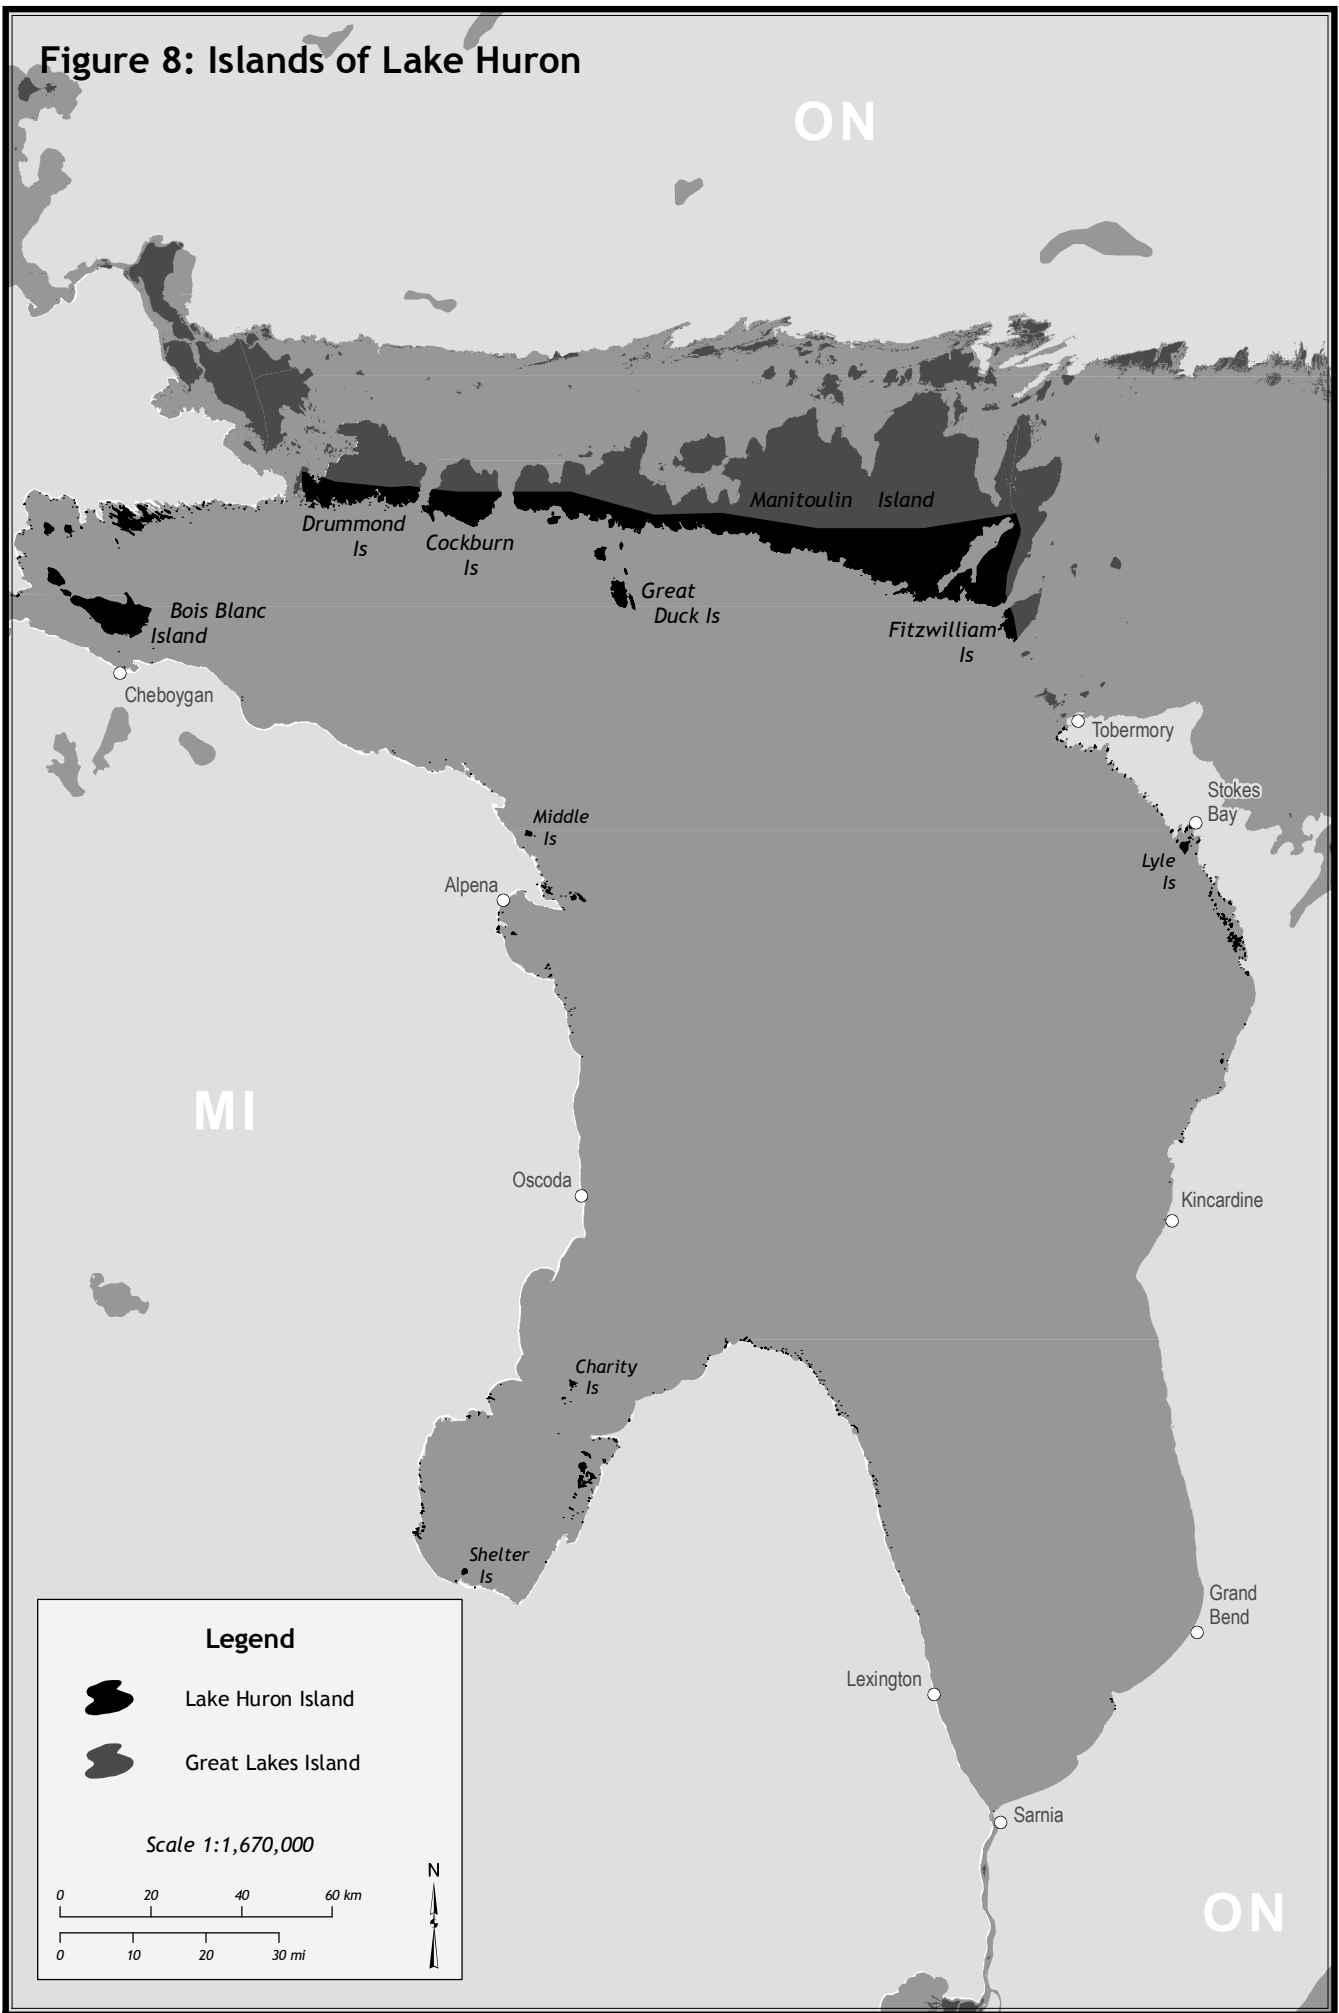 Figure 8: Islands of Lake Huron
ON
Manitoulin Island
Drummond
Is
Cockburn
Is
Great
Duck Is
Bois Blanc
Island
Fitzwilliam
Is
Cheboygan
Tobermory
Stokes
Bay
Middle
Is
Lyle
Is
Alpena
MI
Oscoda
Kincardine
Charity
Is
Shelter
Is
Grand
Bend
Lexington
Sarnia
ON
Legend
Lake Huron Island
Great Lakes Island
Scale 1:1,670,000
N
0 20 40 60 km
0 10 20 30 mi